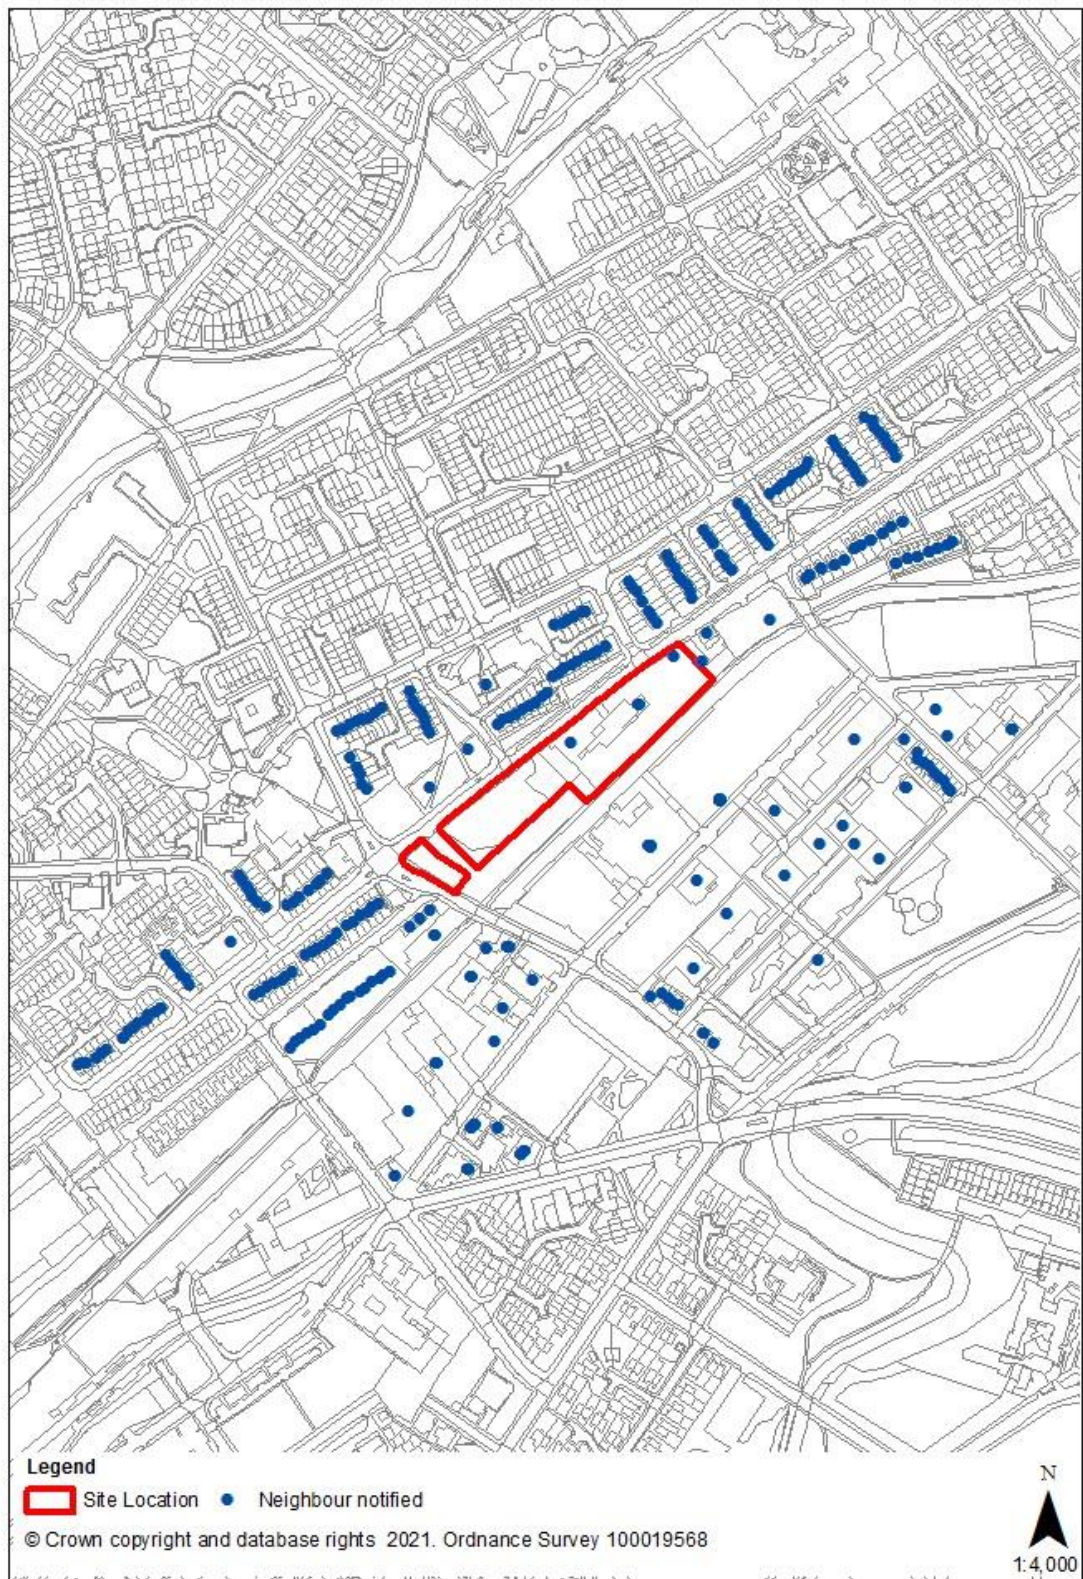 Legend
Site Location Neighbour notified
© Crown copyright and database rights 2021. Ordnance Survey 100019568
N
1:4,000